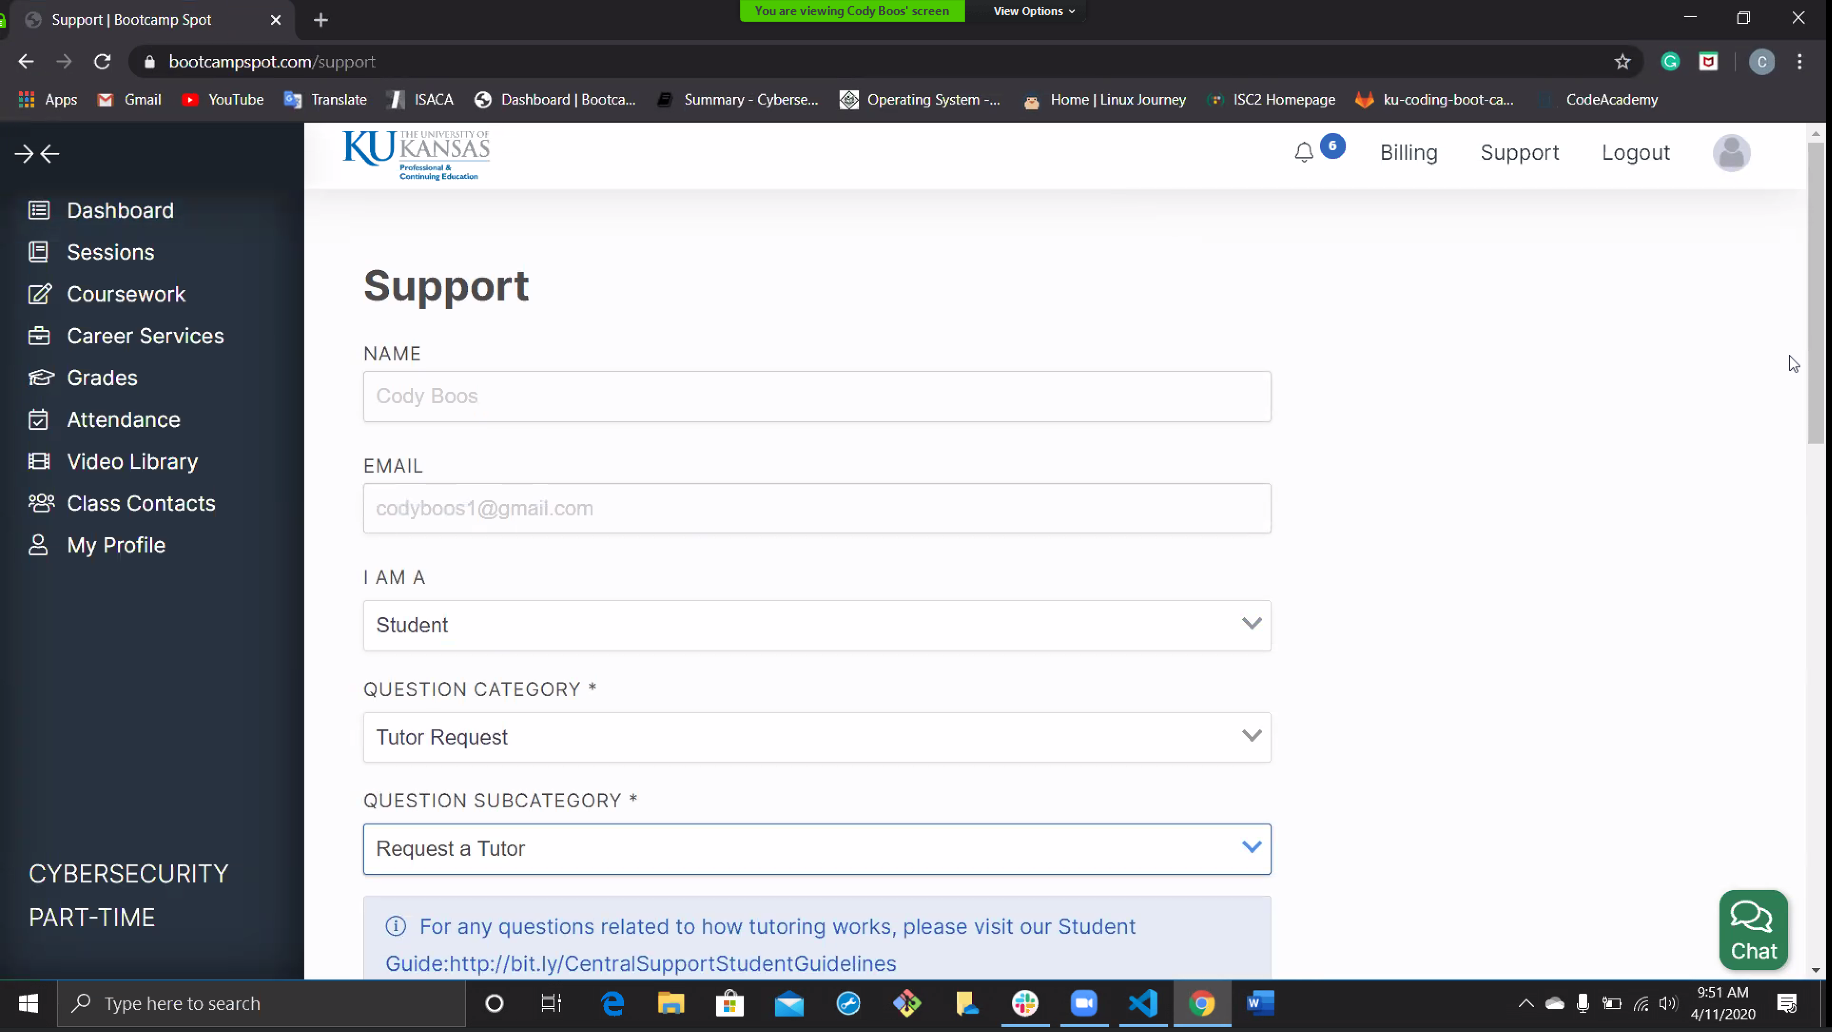 Support | Bootcamp Spot
You are viewing Cody Boos' screen
View Options
bootcampspot.com/support
C
Apps
Gmail
YouTube
Translate
ISACA
Dashboard | Bootca...
Summary - Cyberse...
Operating System -...
Home | Linux Journey
ISC2 Homepage
ku-coding-boot-ca...
CodeAcademy
KU THE UNIVERSITY OF
KANSAS
Professional &
Continuing Education
6
Billing
Support
Logout
Dashboard
Sessions
Coursework
Career Services
Grades
Attendance
Video Library
Class Contacts
My Profile
CYBERSECURITY
PART-TIME
Support
NAME
Cody Boos
EMAIL
codyboos1@gmail.com
I AM A
Student
QUESTION CATEGORY *
Tutor Request
QUESTION SUBCATEGORY *
Request a Tutor
For any questions related to how tutoring works, please visit our Student
Guide:http://bit.ly/CentralSupportStudentGuidelines
Chat
Type here to search
9:51 AM
4/11/2020